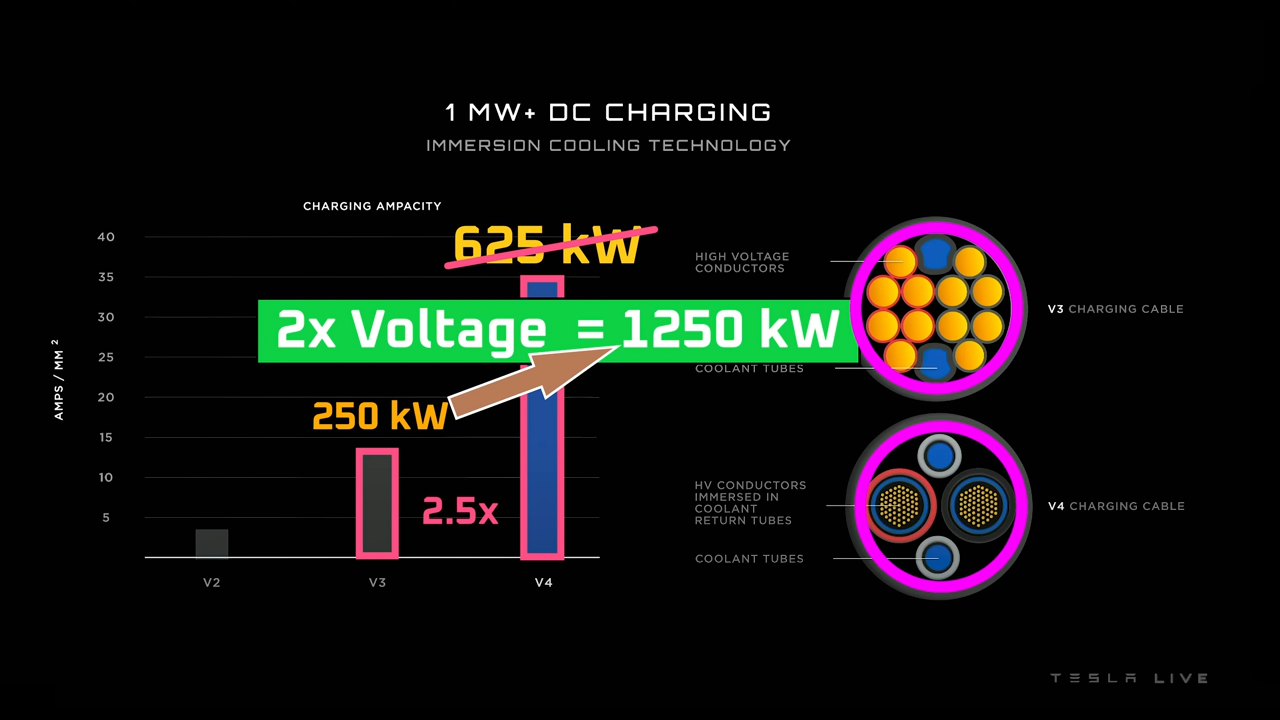 1 MW+ DC CHARGING
IMMERSION COOLING TECHNOLOGY
CHARGING AMPACITY
AMPS / MM 2
40
35
30
25
20
15
10
5
625 kW
2x Voltage = 1250 kW
250 kW
2.5x
V2
V3
V4
HIGH VOLTAGE
CONDUCTORS
COOLANT TUBES
V3 CHARGING CABLE
HV CONDUCTORS
IMMERSED IN
COOLANT
RETURN TUBES
COOLANT TUBES
V4 CHARGING CABLE
TESLA LIVE